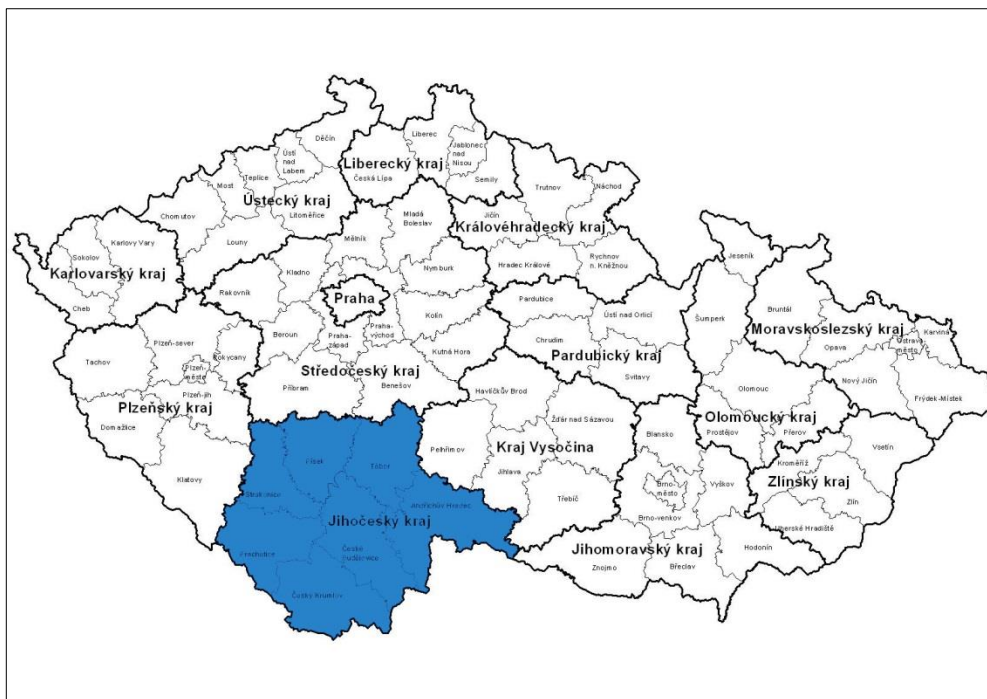 Děčín
Liberec
Ústí
nad
Labem
Jablonec
nad
Nisou
Teplice
Liberecký kraj
Česká Lípa
Semily
Most
Ústecký kraj
Trutnov
Náchod
Chomutov
Litoměřice
Mladá
Boleslav
Jičín
Královéhradecký kraj
Karlovy Vary
Louny
Mělník
Sokolov
Karlovarský kraj
Kladno
Nymburk
Hradec Králové
Rychnov
n. Kněžnou
Jeseník
Cheb
Rakovník
Praha
Kolín
Pardubice
Bruntál
Ústí nad Orlicí
Šumperk
Moravskoslezský kraj
Karviná
Ostrava
město
Opava
Beroun
Praha-
západ
Praha-
východ
Plzeň-sever
Chrudim
Pardubický kraj
Kutná Hora
Tachov
Rokycany
Plzeň-
město
Středočeský kraj
Příbram
Benešov
Svitavy
Nový Jičín
Plzeň-jih
Plzeňský kraj
Havlíčkův Brod
Olomouc
Frýdek-Místek
Olomoucký kraj
Domažlice
Žďár nad Sázavou
Prostějov
Přerov
Blansko
Kraj Vysočina
Pelhřimov
Vsetín
Kroměříž
Písek
Tábor
Jihlava
Klatovy
Zlínský kraj
Brno-
město
Vyškov
Třebíč
Zlín
Strakonice
Jindřichův Hradec
Brno-venkov
Uherské Hradiště
Jihočeský kraj
Jihomoravský kraj
Hodonín
Prachatice
České
Budějovice
Znojmo
Břeclav
Český Krumlov